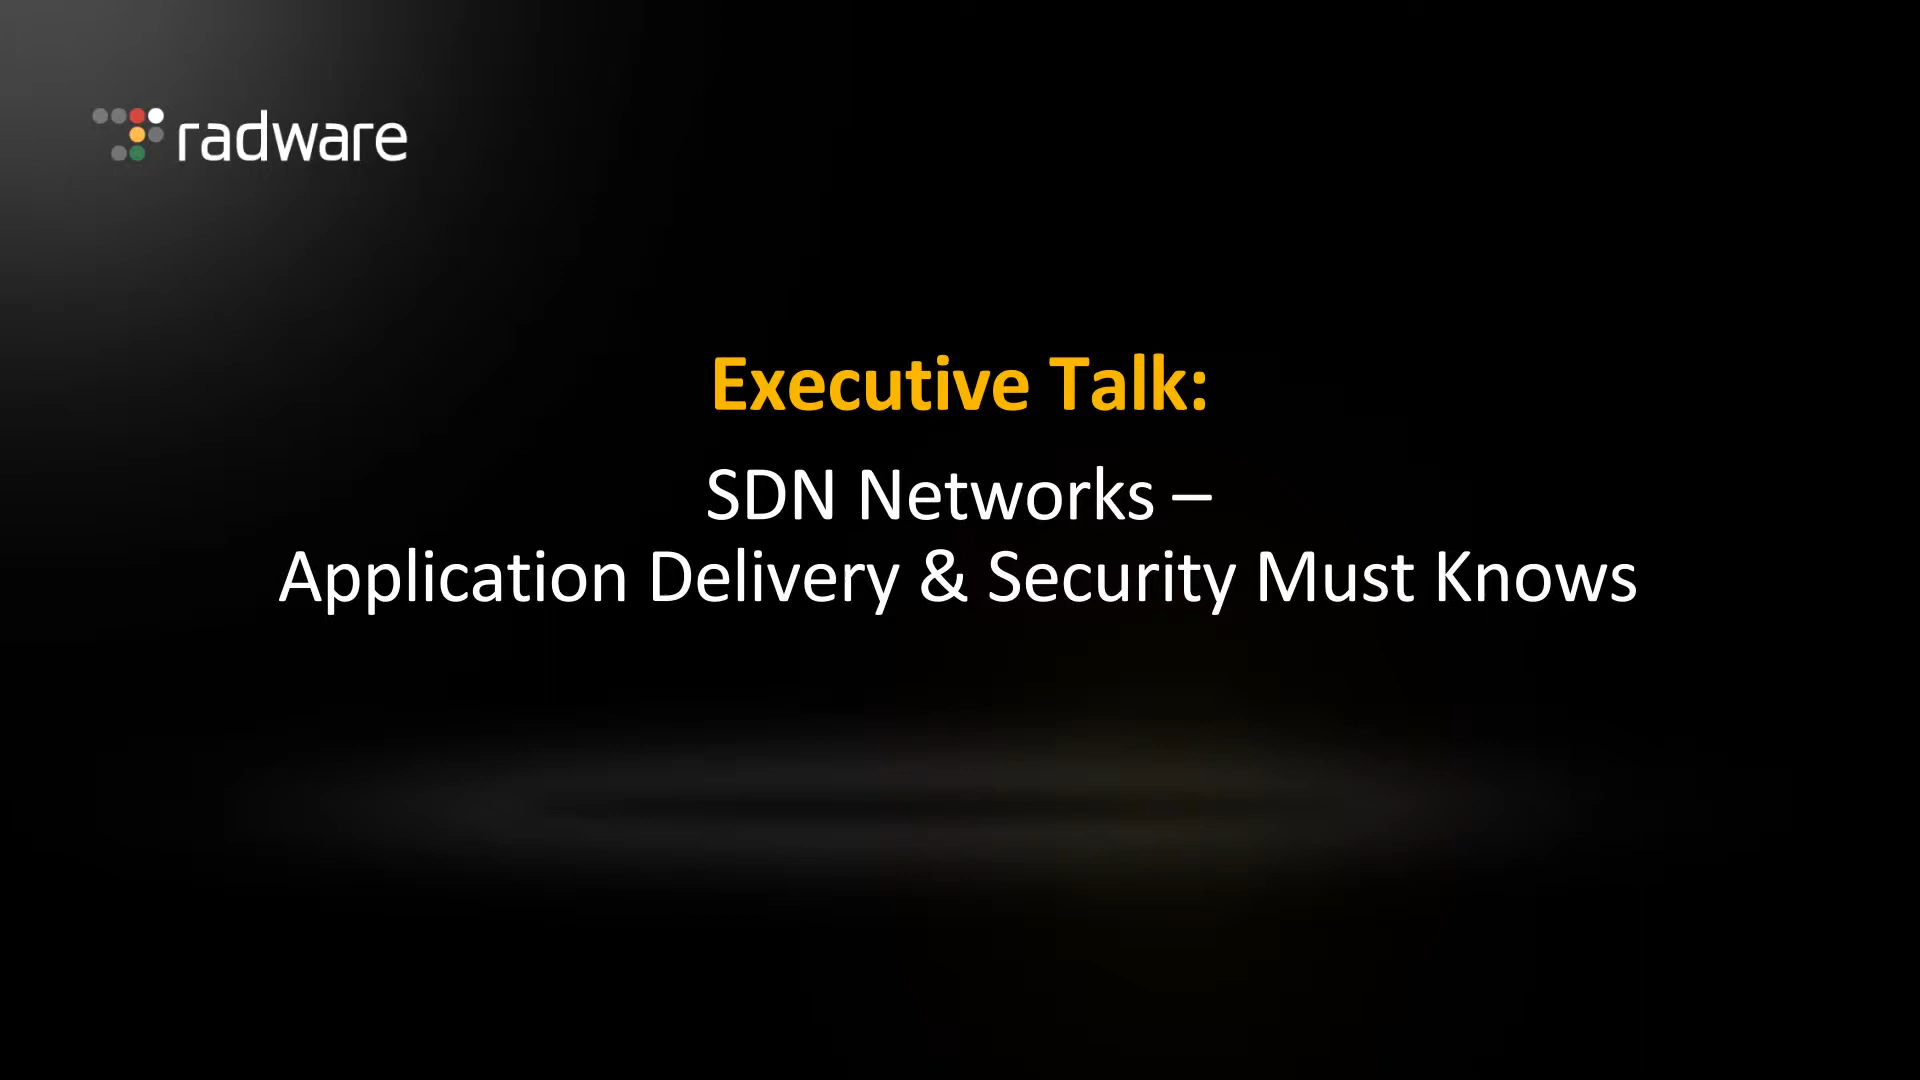 radware
Executive Talk:
SDN Networks –
Application Delivery & Security Must Knows